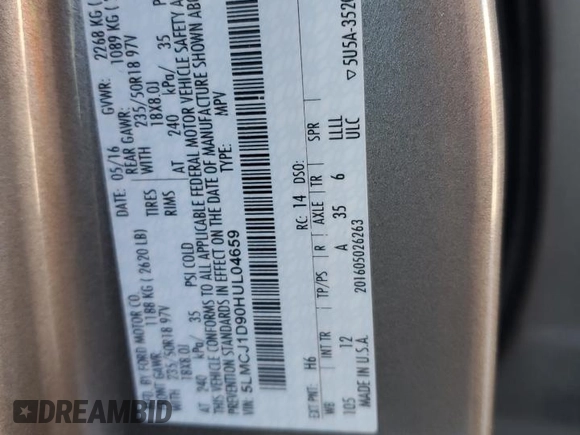 MFD. BY FORD MOTOR CO.
DATE: 05/16 GVWR: 2268 KG (
FRONT GAWR: 1188 KG (2620 LB) REAR GAWR: 1089 KG (
WITH 235/50R18 97V TIRES WITH 235/50R18 97V
18X8.0J RIMS 18X8.0J
AT 240 kPa/ 35 PSI COLD AT 240 kPa/ 35 P
THIS VEHICLE CONFORMS TO ALL APPLICABLE FEDERAL MOTOR VEHICLE SAFETY
PREVENTION STANDARDS IN EFFECT ON THE DATE OF MANUFACTURE SHOWN ABOV
VIN: 5LMCJ1D90HUL04659 TYPE: MPV
EXT PNT: H6 RC: 14 DSO:
WB INT TR TP/PS R AXLE TR SPR
105 12 A 35 6 LLLL
ULC
MADE IN U.S.A. 201605026263 ▽5U5A-3520
DREAMBID